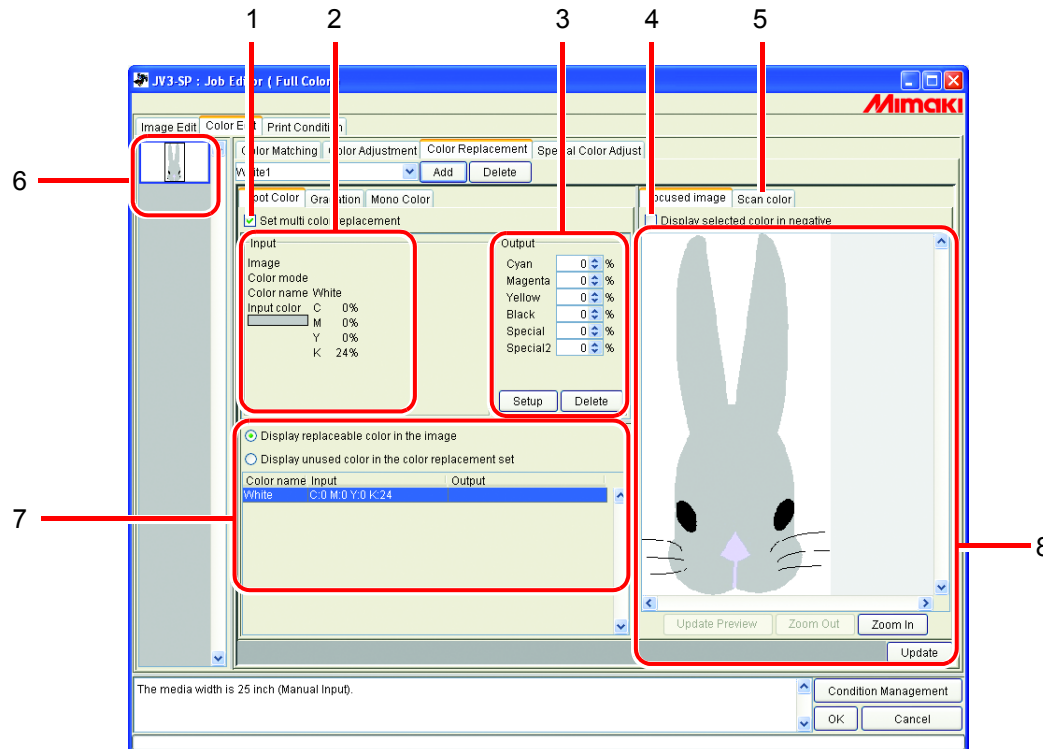 1 2 3 4 5
JV3-SP : Job Editor ( Full Color
Mimaki
Image Edit Color Edit Print Condition
Color Matching Color Adjustment Color Replacement Special Color Adjust
White1 Add Delete
Spot Color Gradation Mono Color
Focused image Scan color
Set multi color replacement
Display selected color in negative
Input
Image
Color mode
Color name White
Input color C 0%
M 0%
Y 0%
K 24%
Output
Cyan 0 %
Magenta 0 %
Yellow 0 %
Black 0 %
Special 0 %
Special2 0 %
Setup Delete
6
Display replaceable color in the image
Display unused color in the color replacement set
Color name Input Output
White C:0 M:0 Y:0 K:24
7
8
Update Preview Zoom Out Zoom In
Update
The media width is 25 inch (Manual Input).
Condition Management
OK Cancel